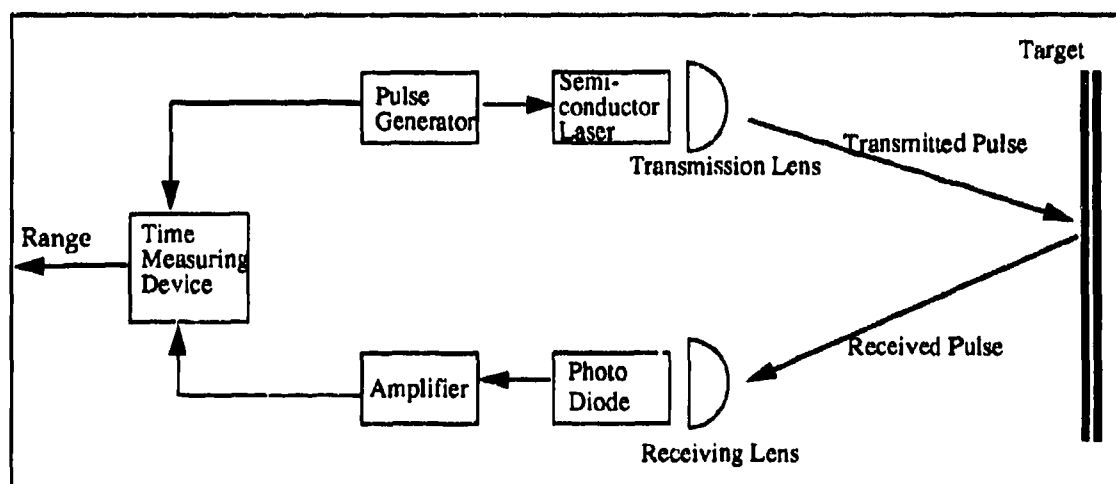 Target
Pulse
Generator
Semi-
conductor
Laser
Transmission Lens
Transmitted Pulse
Range
Time
Measuring
Device
Received Pulse
Amplifier
Photo
Diode
Receiving Lens